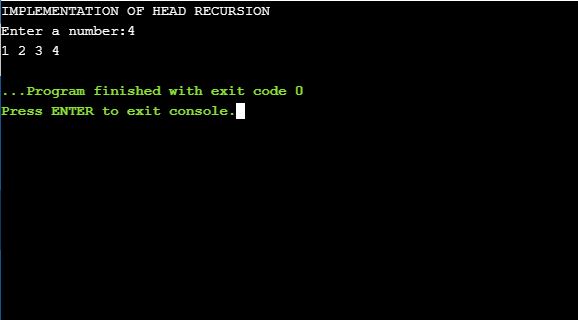 IMPLEMENTATION OF HEAD RECURSION
Enter a number:4
1 2 3 4
...Program finished with exit code 0
Press ENTER to exit console.